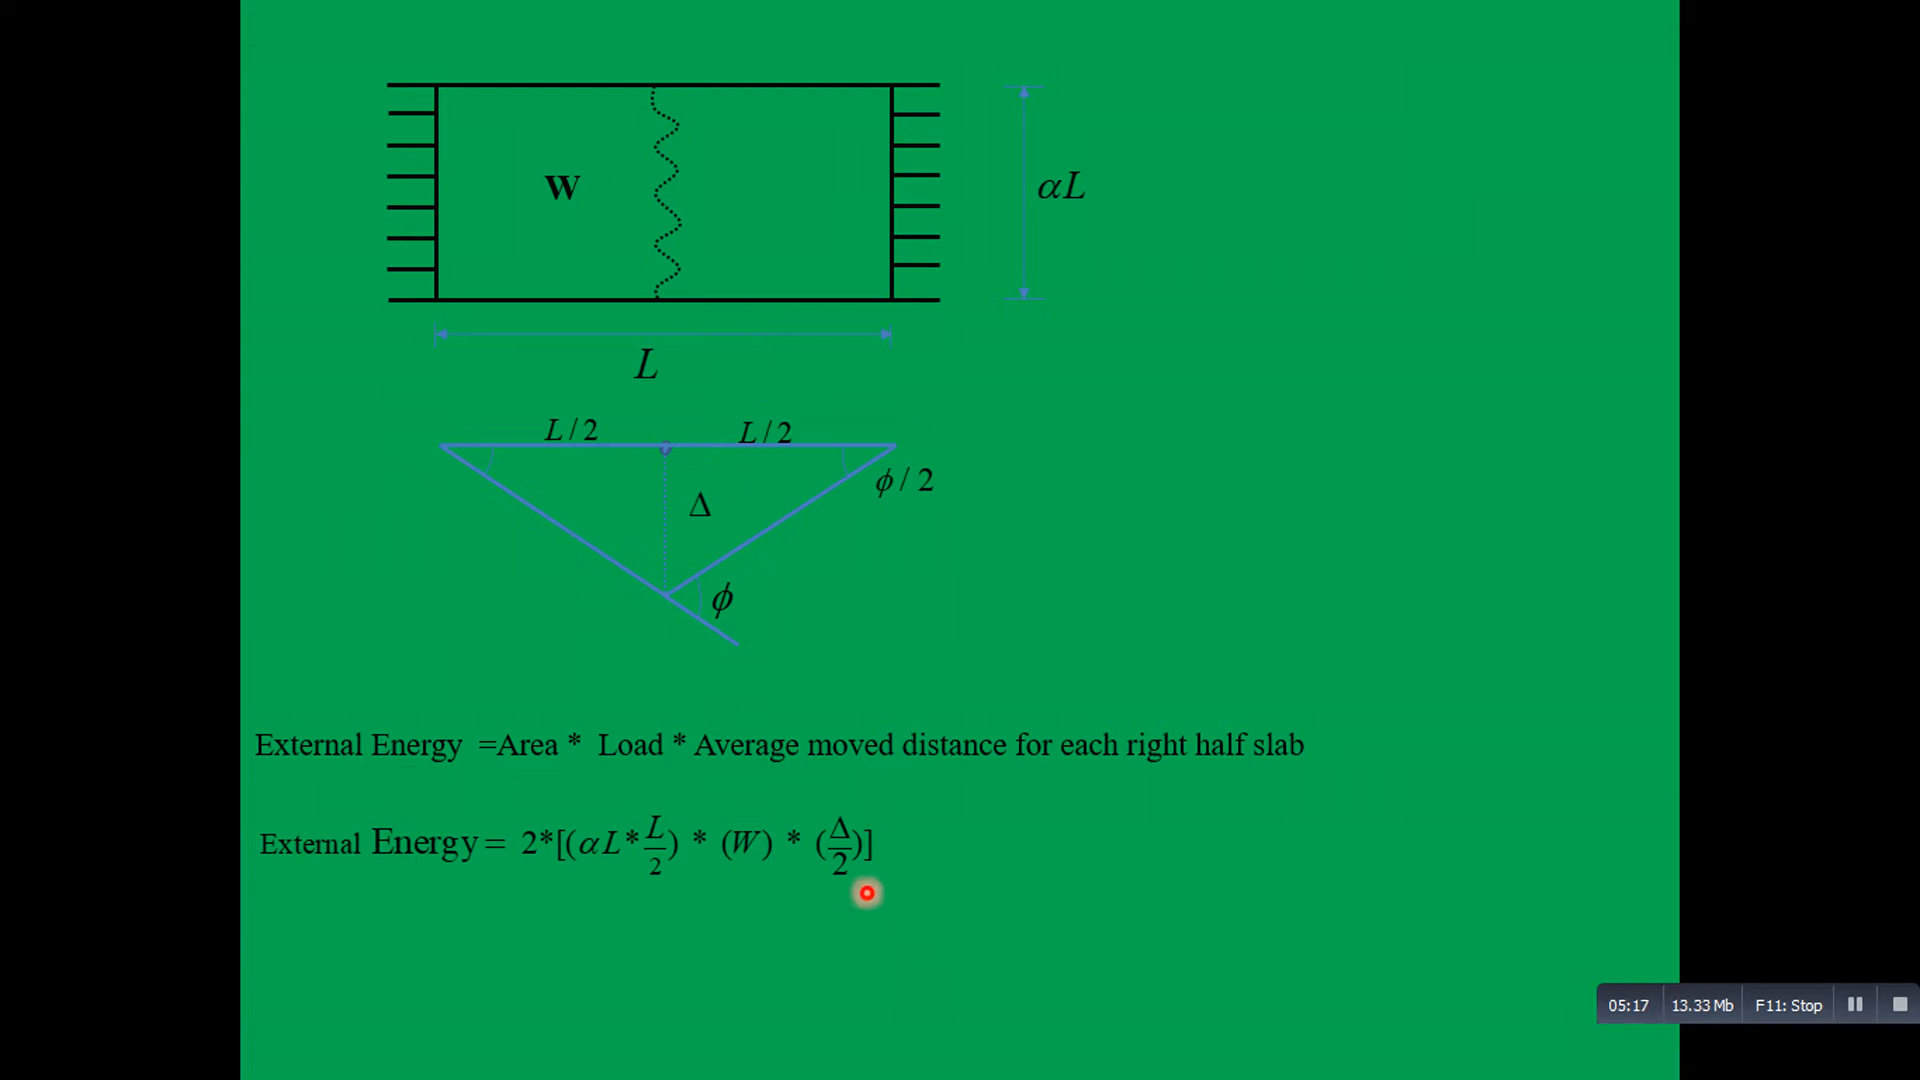 W
αL
L
L / 2
L / 2
ϕ / 2
Δ
ϕ
External Energy =Area * Load * Average moved distance for each right half slab
External Energy = 2*[(αL*L/2) * (W) * (Δ/2)]
05:17 13.33 Mb F11: Stop